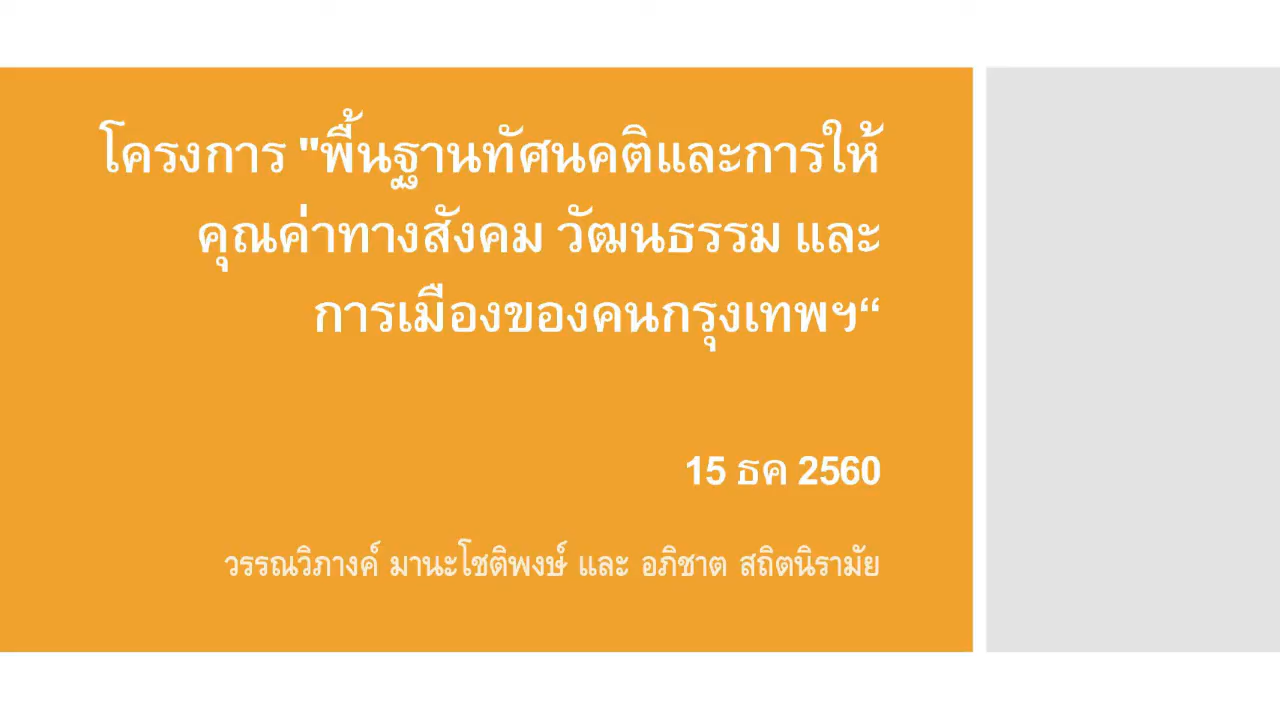 โครงการ "พื้นฐานทัศนคติและการให้
คุณค่าทางสังคม วัฒนธรรม และ
การเมืองของคนกรุงเทพฯ“
15 ธค 2560
วรรณวิภางค์ มานะโชติพงษ์ และ อภิชาต สถิตนิรามัย